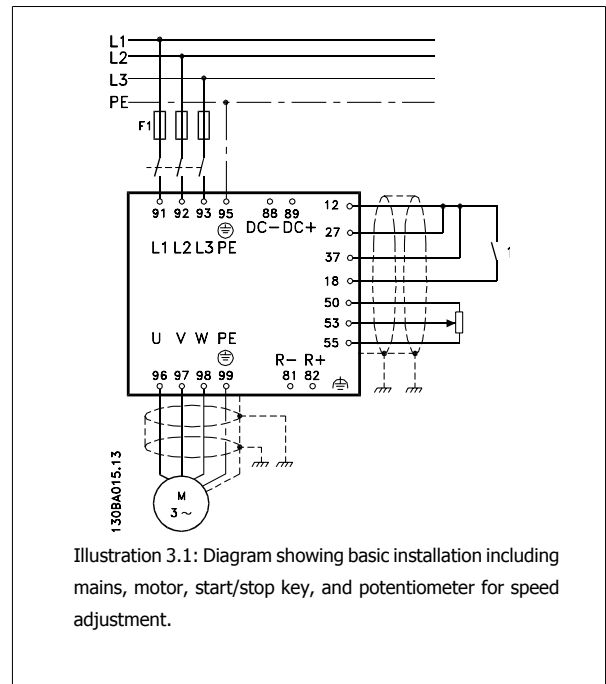 L1
L2
L3
PE
F1
91 92 93 95 88 89 12
DC- DC+
27
L1 L2 L3 PE
37
18
50
53
U V W PE
55
R- R+
96 97 98 99 81 82
130BA015.13
M
3 ~
Illustration 3.1: Diagram showing basic installation including
mains, motor, start/stop key, and potentiometer for speed
adjustment.